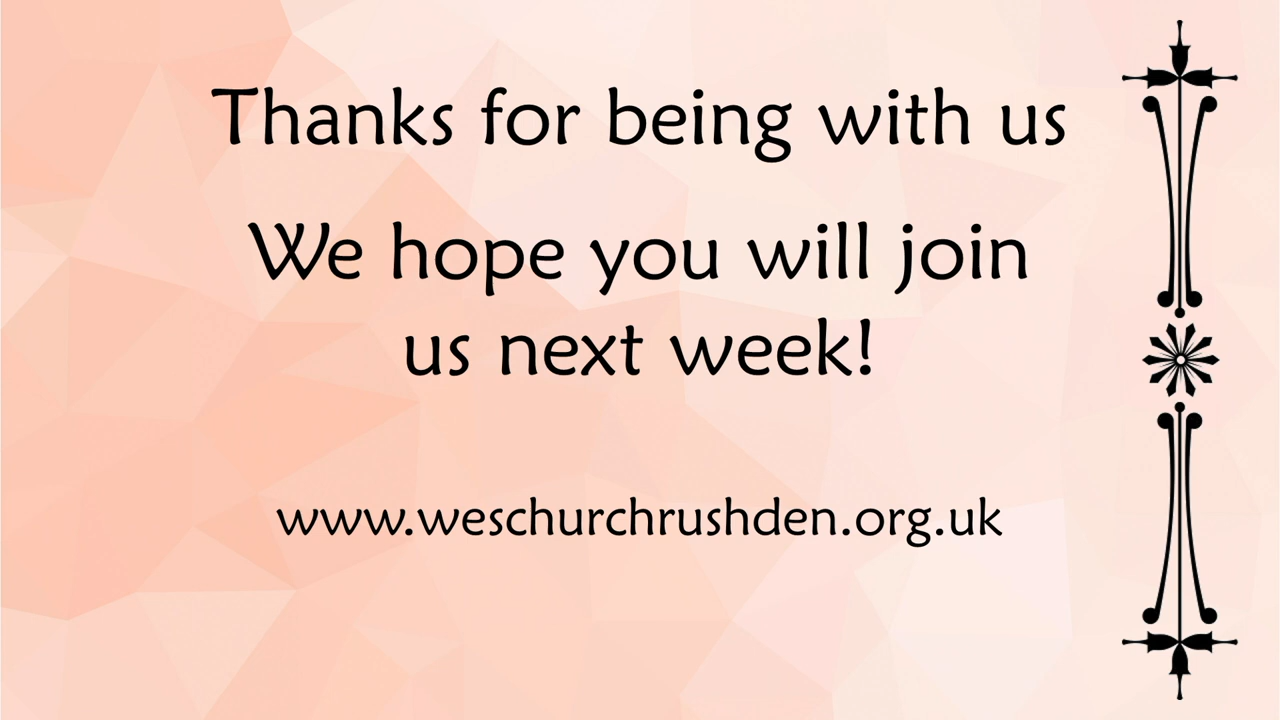 Thanks for being with us
We hope you will join
us next week!
www.weschurchrushden.org.uk